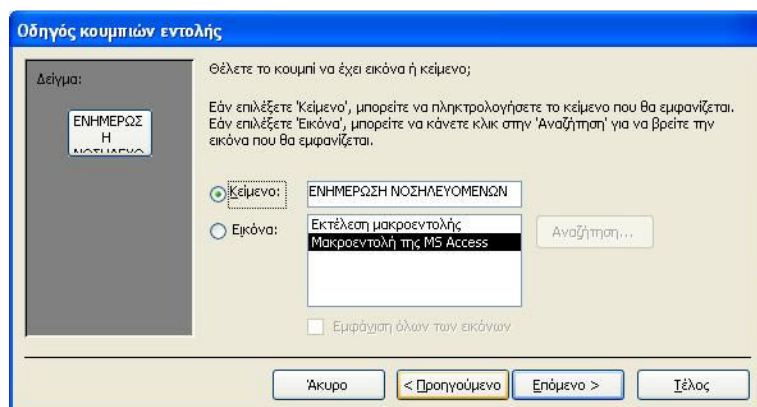 Οδηγός κουμπιών εντολής
Δείγμα:
ΕΝΗΜΕΡΩΣ
Η
Θέλετε το κουμπί να έχει εικόνα ή κείμενο;
Εάν επιλέξετε 'Κείμενο', μπορείτε να πληκτρολογήσετε το κείμενο που θα εμφανίζεται.
Εάν επιλέξετε 'Εικόνα', μπορείτε να κάνετε κλικ στην 'Αναζήτηση' για να βρείτε την
εικόνα που θα εμφανίζεται.
Κείμενο: ΕΝΗΜΕΡΩΣΗ ΝΟΣΗΛΕΥΟΜΕΝΩΝ
Εικόνα: Εκτέλεση μακροεντολής
Μακροεντολή της MS Access
Αναζήτηση...
Εμφάνιση όλων των εικόνων
Άκυρο < Προηγούμενο Επόμενο > Τέλος